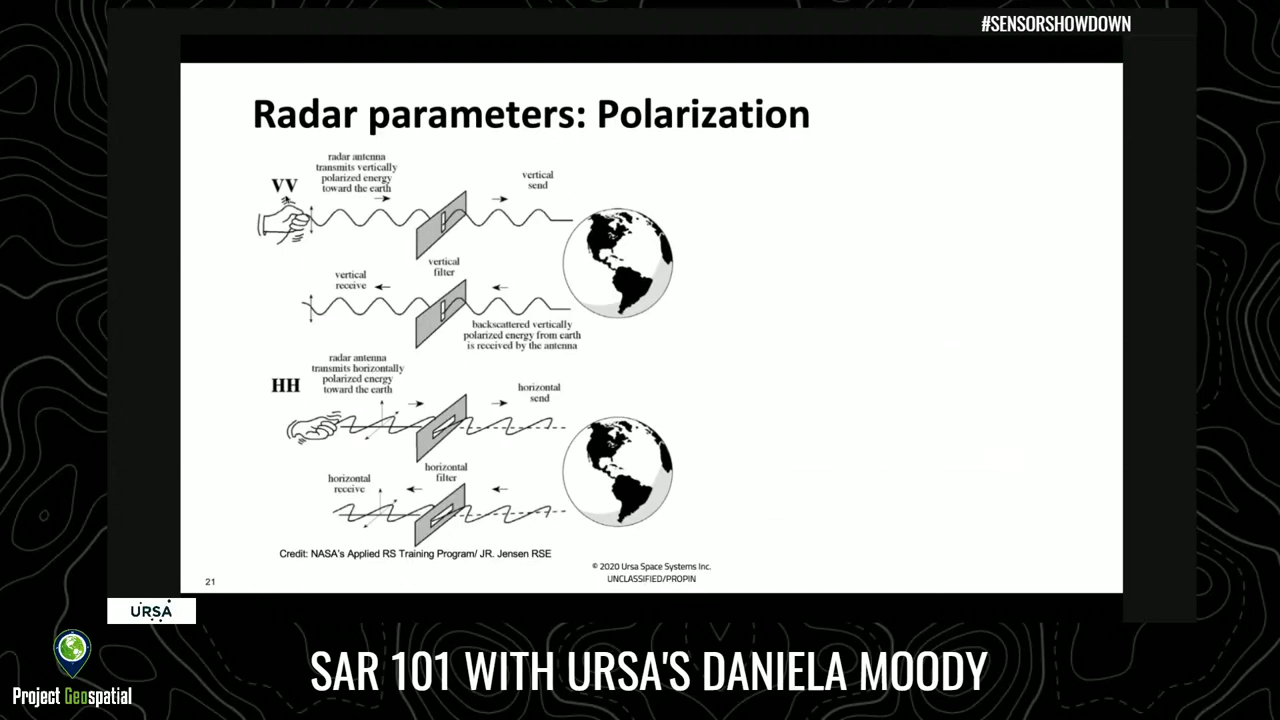 #SENSORSHOWDOWN
Radar parameters: Polarization
VV
radar antenna
transmits vertically
polarized energy
toward the earth
vertical
send
vertical
receive
vertical
filter
backscattered vertically
polarized energy from earth
is received by the antenna
HH
radar antenna
transmits horizontally
polarized energy
toward the earth
horizontal
send
horizontal
receive
horizontal
filter
Credit: NASA's Applied RS Training Program/ JR. Jensen RSE
© 2020 Ursa Space Systems Inc.
UNCLASSIFIED/PROPIN
21
URSA
SAR 101 WITH URSA'S DANIELA MOODY
Project Geospatial